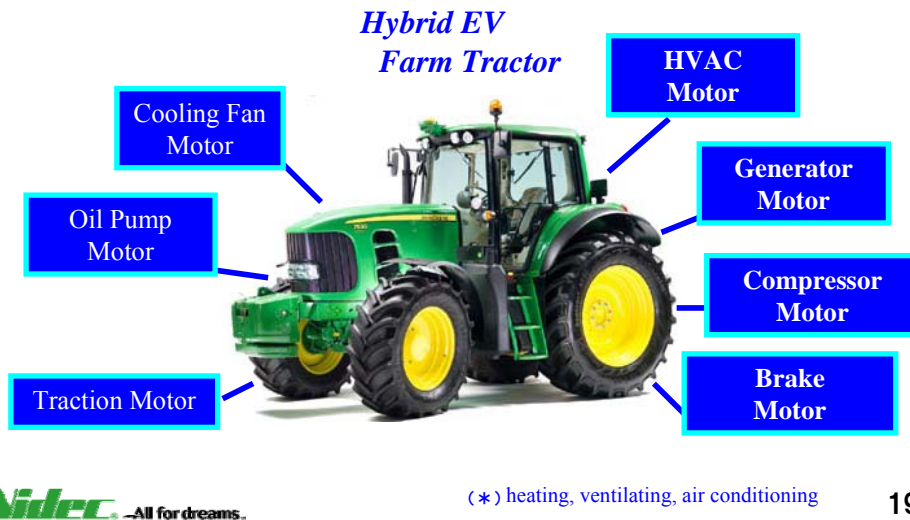 Hybrid EV
Farm Tractor
HVAC
Motor
Cooling Fan
Motor
Generator
Motor
Oil Pump
Motor
Compressor
Motor
Traction Motor
Brake
Motor
Nidec
All for dreams.
(*) heating, ventilating, air conditioning
19